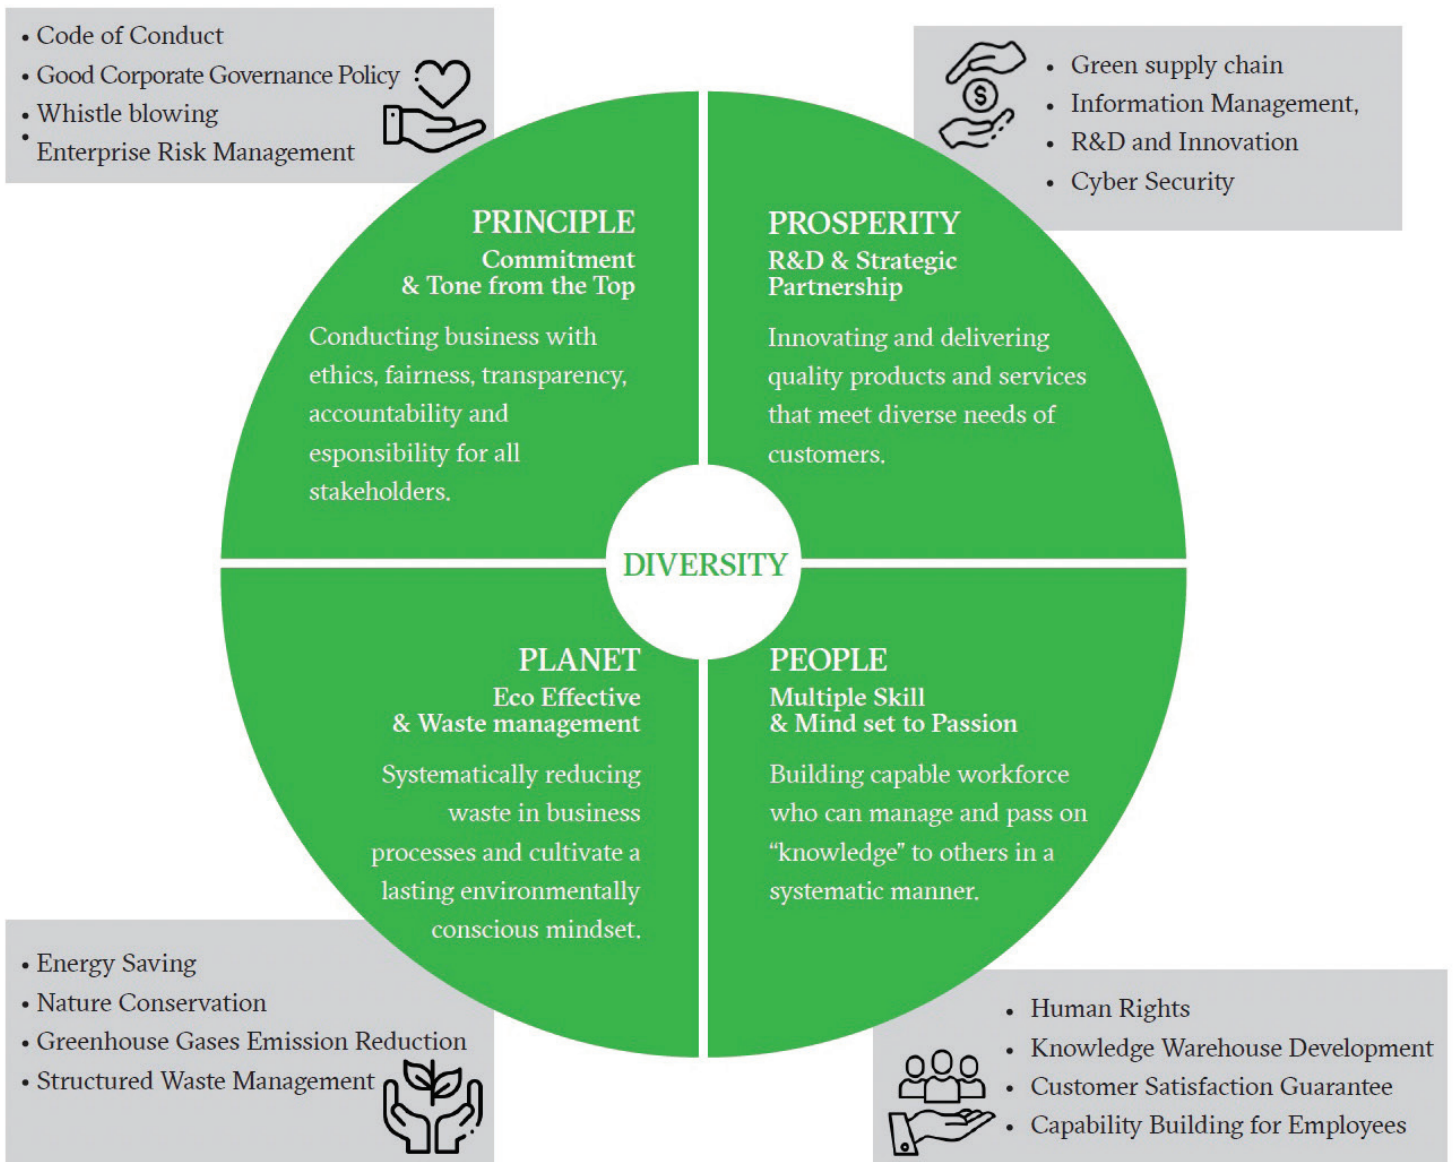 • Code of Conduct
• Good Corporate Governance Policy
• Whistle blowing
• Enterprise Risk Management
$
• Green supply chain
• Information Management,
• R&D and Innovation
• Cyber Security
PRINCIPLE
Commitment
& Tone from the Top
Conducting business with
ethics, fairness, transparency,
accountability and
esponsibility for all
stakeholders.
PROSPERITY
R&D & Strategic
Partnership
Innovating and delivering
quality products and services
that meet diverse needs of
customers.
DIVERSITY
PLANET
Eco Effective
& Waste management
Systematically reducing
waste in business
processes and cultivate a
lasting environmentally
conscious mindset.
PEOPLE
Multiple Skill
& Mind set to Passion
Building capable workforce
who can manage and pass on
“knowledge” to others in a
systematic manner.
• Energy Saving
• Nature Conservation
• Greenhouse Gases Emission Reduction
• Structured Waste Management
• Human Rights
• Knowledge Warehouse Development
• Customer Satisfaction Guarantee
• Capability Building for Employees